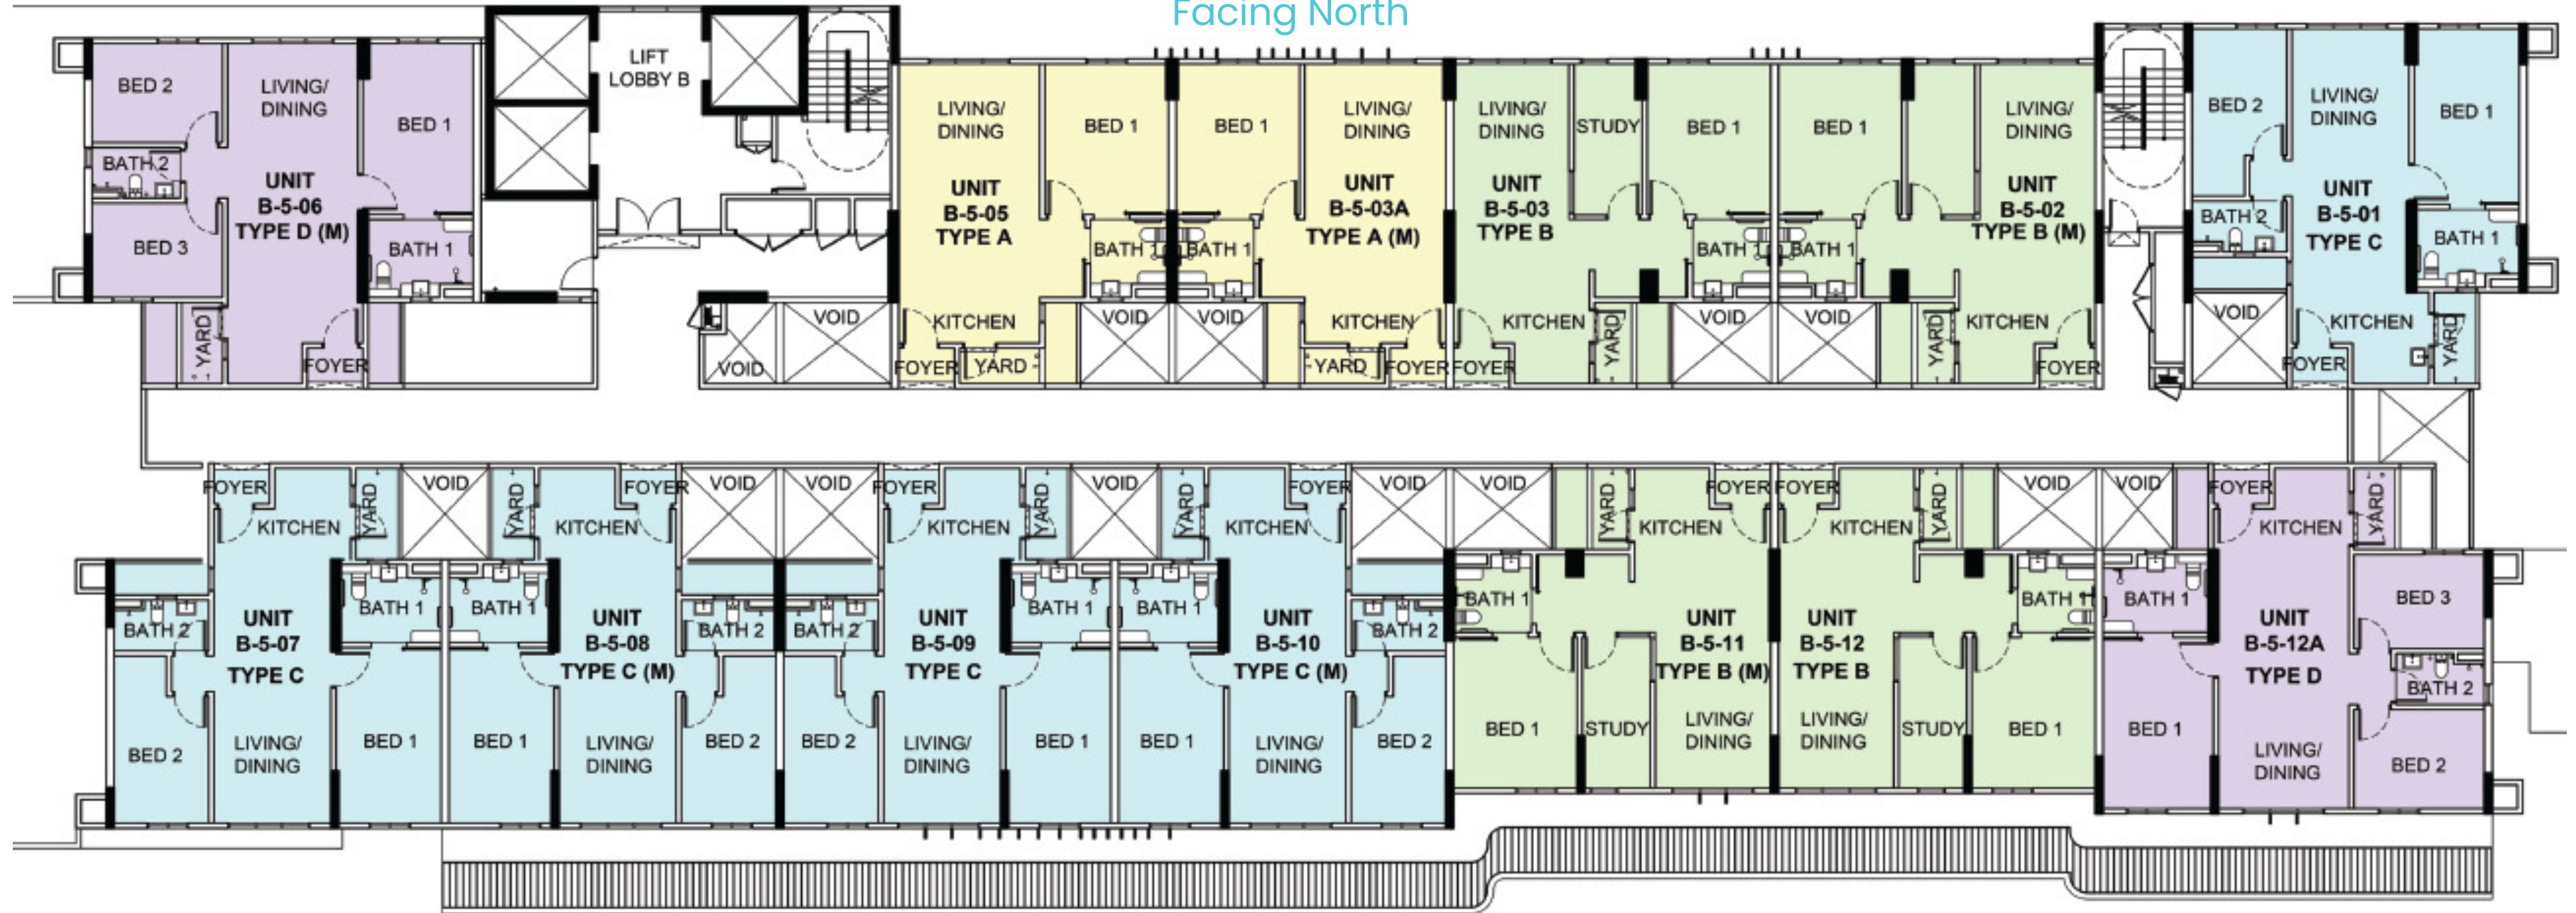 Facing North
BED 2
LIVING/
DINING
BED 1
BATH 2
UNIT
B-5-06
TYPE D (M)
BED 3
BATH 1
YARD
FOYER
LIFT
LOBBY B
VOID
VOID
LIVING/
DINING
BED 1
UNIT
B-5-05
TYPE A
BATH 1
KITCHEN
FOYER
YARD
VOID
BED 1
LIVING/
DINING
UNIT
B-5-03A
TYPE A (M)
BATH 1
VOID
KITCHEN
YARD
FOYER
LIVING/
DINING
STUDY
BED 1
UNIT
B-5-03
TYPE B
BATH 1
KITCHEN
YARD
FOYER
VOID
BED 1
LIVING/
DINING
UNIT
B-5-02
TYPE B (M)
BATH 1
VOID
YARD
KITCHEN
FOYER
BED 2
LIVING/
DINING
BED 1
UNIT
B-5-01
TYPE C
BATH 2
BATH 1
VOID
KITCHEN
YARD
FOYER
FOYER
YARD
KITCHEN
VOID
UNIT
B-5-07
TYPE C
BATH 2
BATH 1
BED 2
LIVING/
DINING
BED 1
YARD
FOYER
KITCHEN
VOID
BATH 1
UNIT
B-5-08
TYPE C (M)
BATH 2
BED 1
LIVING/
DINING
BED 2
VOID
FOYER
YARD
KITCHEN
VOID
BATH 2
UNIT
B-5-09
TYPE C
BATH 1
BED 2
LIVING/
DINING
BED 1
YARD
FOYER
KITCHEN
VOID
BATH 1
UNIT
B-5-10
TYPE C (M)
BATH 2
BED 1
LIVING/
DINING
BED 2
VOID
YARD
FOYER
KITCHEN
BATH 1
UNIT
B-5-11
TYPE B (M)
BED 1
STUDY
LIVING/
DINING
FOYER
YARD
KITCHEN
VOID
UNIT
B-5-12
TYPE B
BATH 1
LIVING/
DINING
STUDY
BED 1
VOID
FOYER
YARD
KITCHEN
BATH 1
UNIT
B-5-12A
TYPE D
BED 3
BATH 2
BED 1
LIVING/
DINING
BED 2